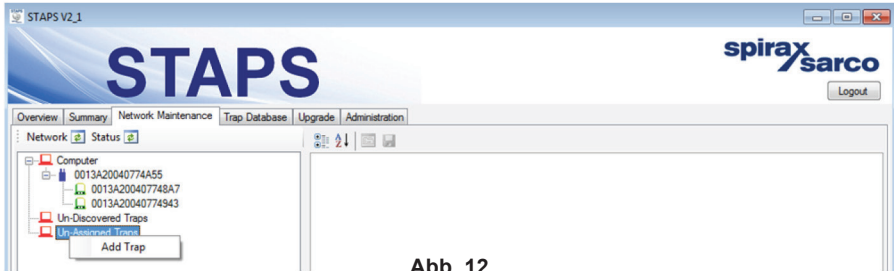 STAPS V2_1
STAPS
spirax
sarco
Logout
Overview Summary Network Maintenance Trap Database Upgrade Administration
Network Status
Computer
0013A20040774A55
0013A200407748A7
0013A20040774943
Un-Discovered Traps
Un-Assigned Traps
Add Trap
Abb. 12